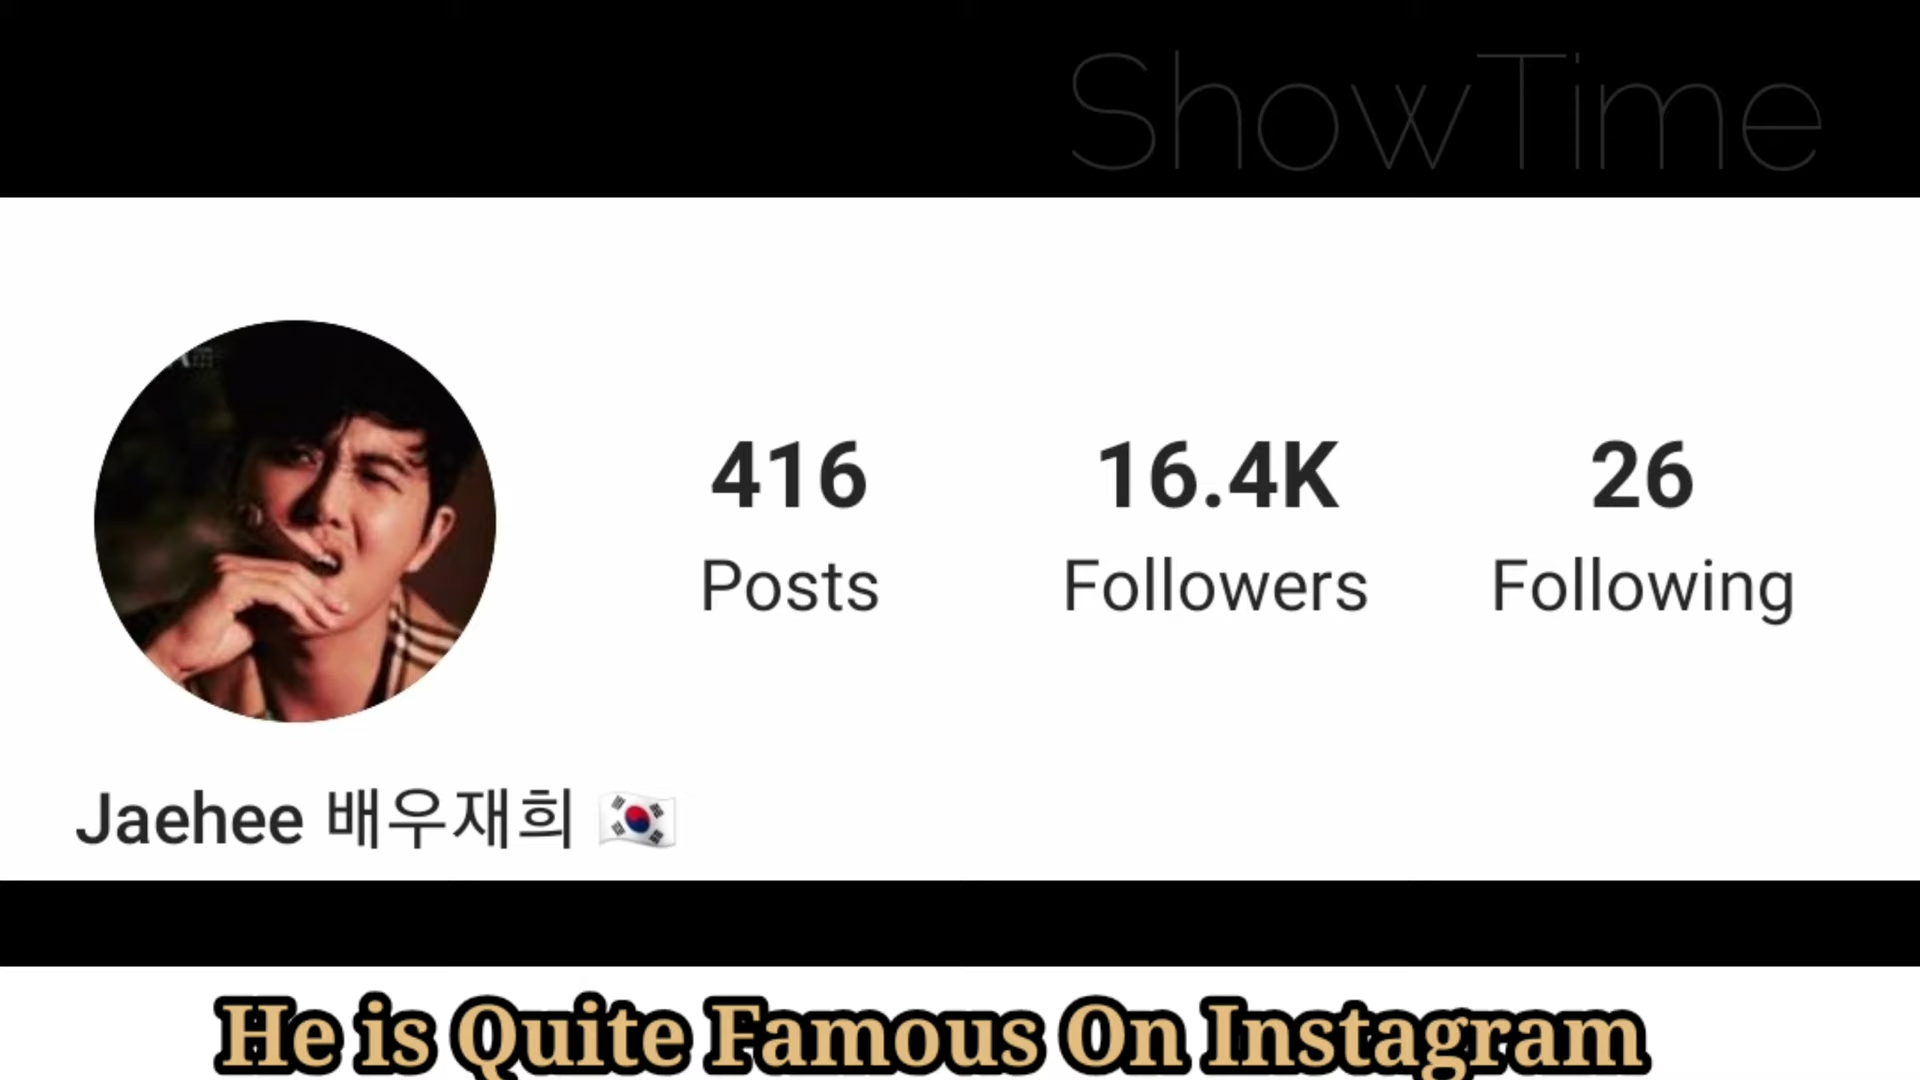 ShowTime
416
Posts
16.4K
Followers
26
Following
Jaehee 배우재희 🇰🇷
He is Quite Famous On Instagram